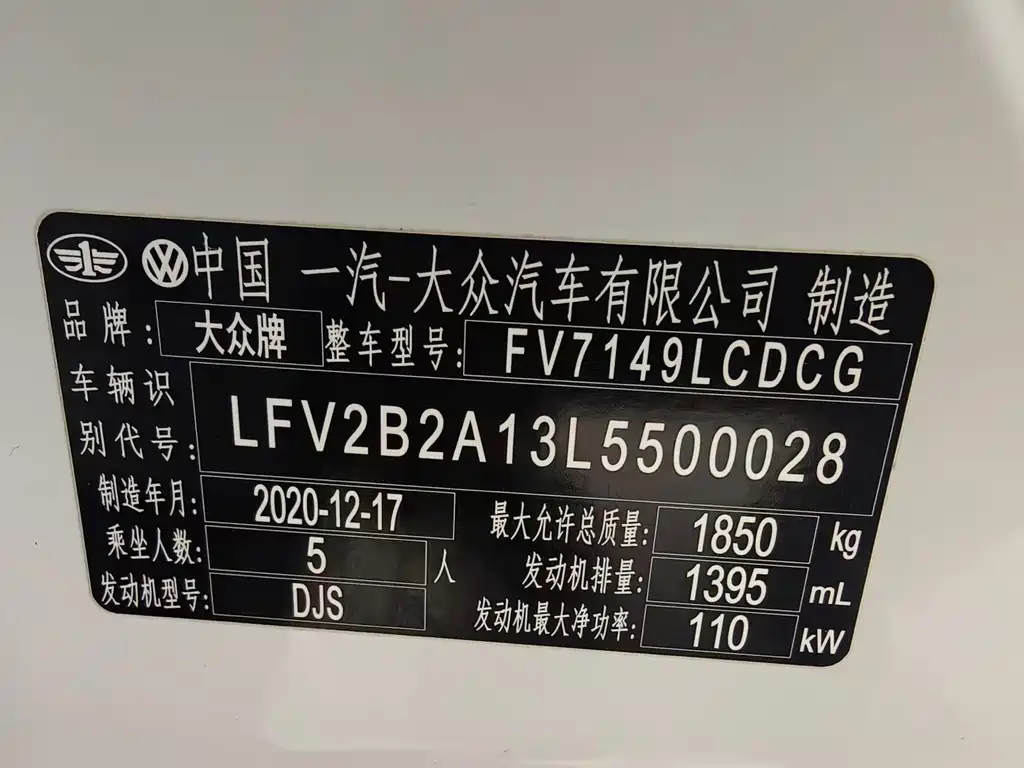 中国 一汽-大众汽车有限公司 制造
品牌: 大众牌 整车型号: FV7149LCDCG
车辆识别代号: LFV2B2A13L5500028
制造年月: 2020-12-17 最大允许总质量: 1850 kg
乘坐人数: 5 人 发动机排量: 1395 mL
发动机型号: DJS 发动机最大净功率: 110 kW